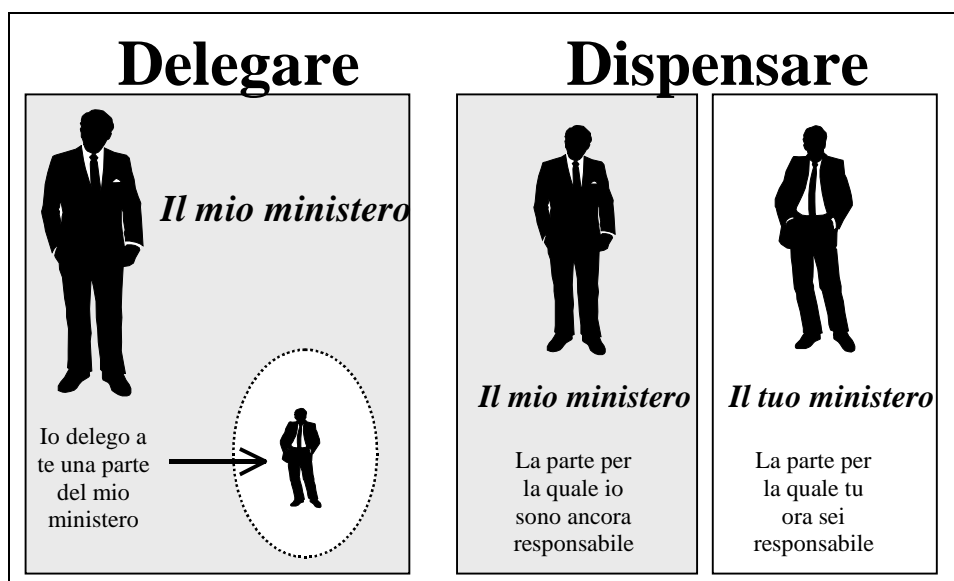 Delegare
Il mio ministero
Io delego a
te una parte
del mio
ministero
Dispensare
Il mio ministero
La parte per
la quale io
sono ancora
responsabile
Il tuo ministero
La parte per
la quale tu
ora sei
responsabile